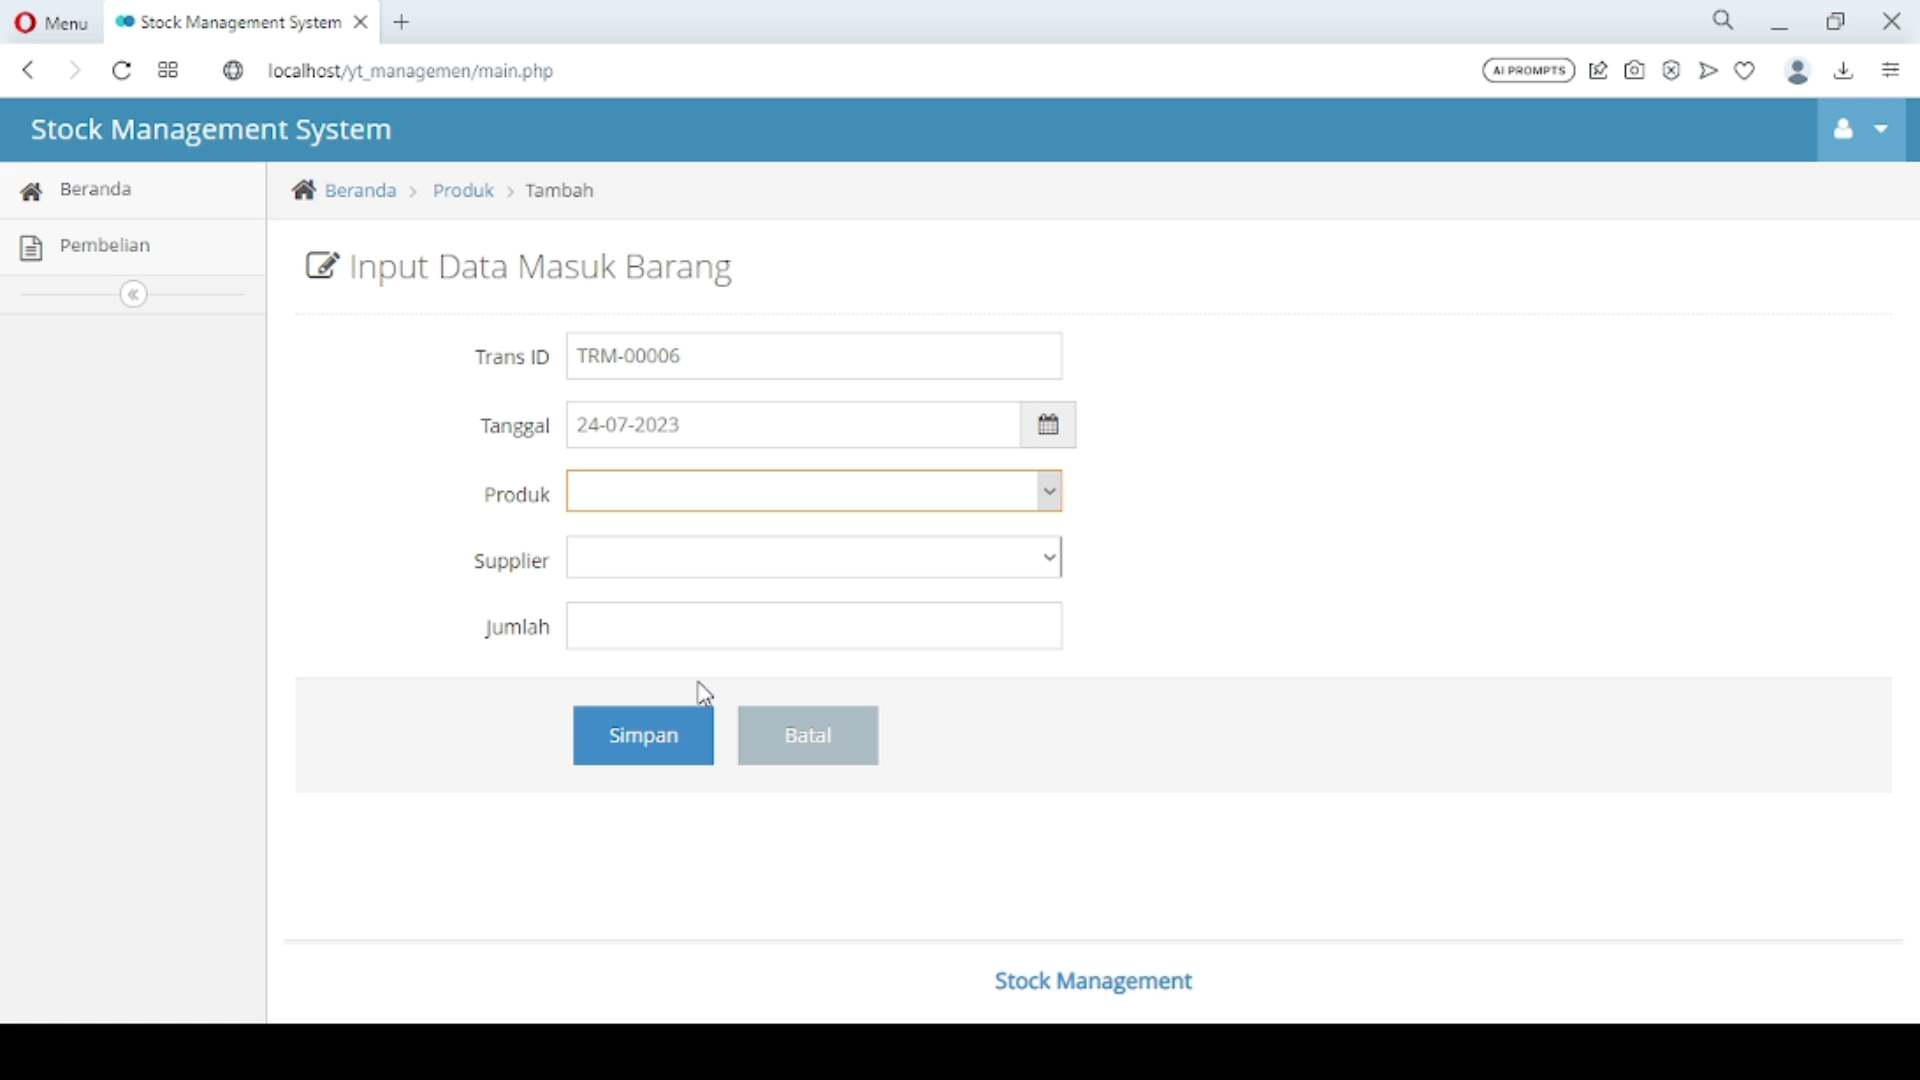 Menu
Stock Management System
localhost/yt_managemen/main.php
AI PROMPTS
Stock Management System
Beranda
Pembelian
Beranda > Produk > Tambah
Input Data Masuk Barang
Trans ID TRM-00006
Tanggal 24-07-2023
Produk
Supplier
Jumlah
Simpan Batal
Stock Management